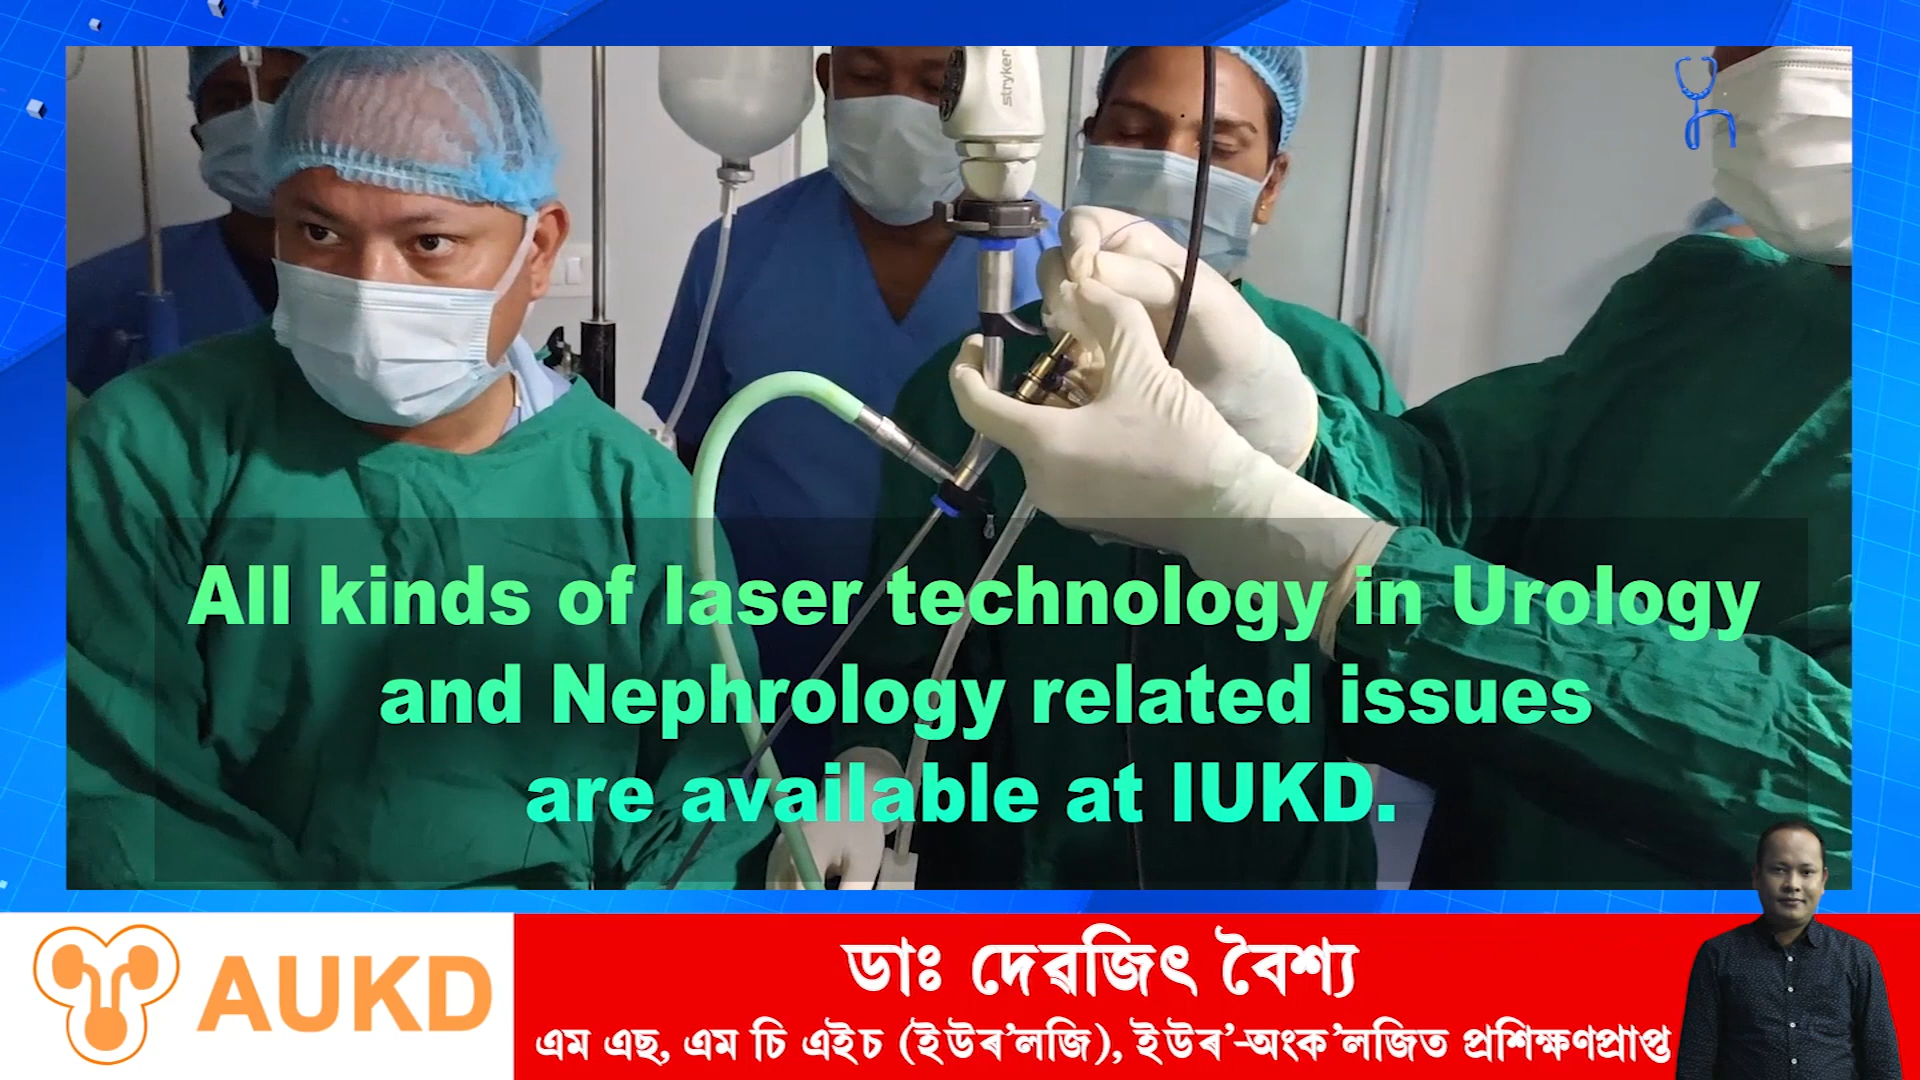 stryker
All kinds of laser technology in Urology
and Nephrology related issues
are available at IUKD.
AUKD
ডাঃ দেৱজিৎ বৈশ্য
এম এছ, এম চি এইচ (ইউৰ'লজি), ইউৰ'-অংক'লজিত প্ৰশিক্ষণপ্ৰাপ্ত